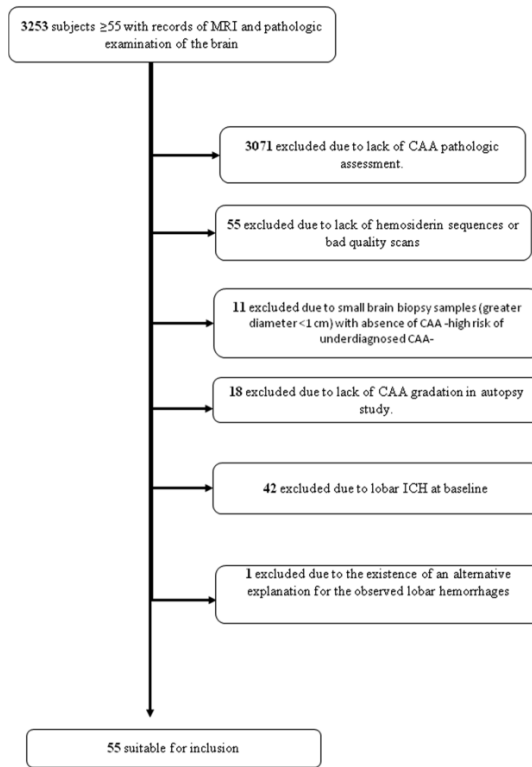 3253 subjects ≥55 with records of MRI and pathologic
examination of the brain
3071 excluded due to lack of CAA pathologic
assessment.
55 excluded due to lack of hemosiderin sequences or
bad quality scans
11 excluded due to small brain biopsy samples (greater
diameter <1 cm) with absence of CAA -high risk of
underdiagnosed CAA-
18 excluded due to lack of CAA gradation in autopsy
study.
42 excluded due to lobar ICH at baseline
1 excluded due to the existence of an alternative
explanation for the observed lobar hemorrhages
55 suitable for inclusion